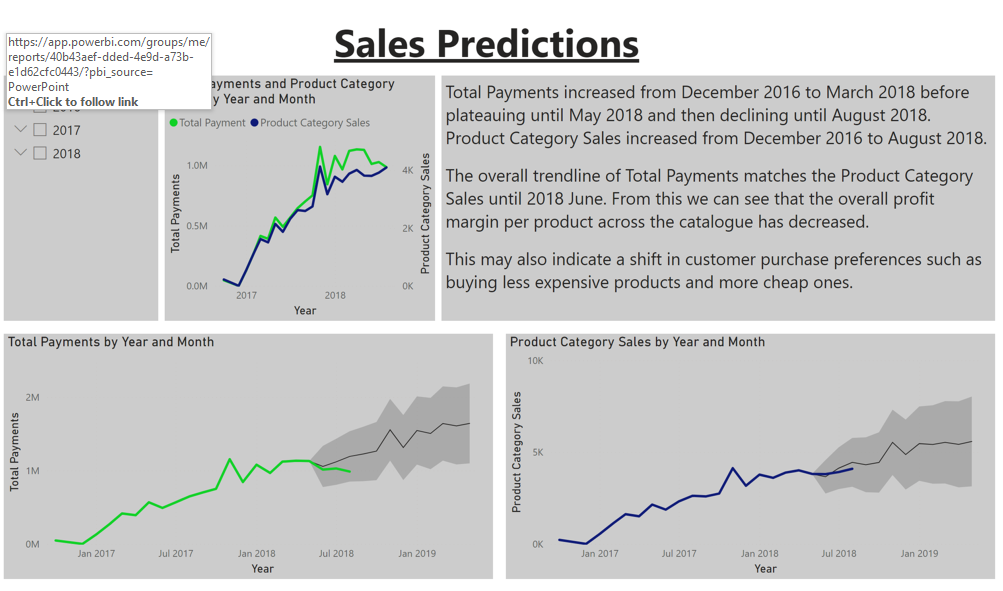 Sales Predictions
https://app.powerbi.com/groups/me/
reports/40b43aef-dded-4e9d-a73b-
e1d62cfc0443/?pbi_source=
PowerPoint
Ctrl+Click to follow link
2017
2018
ayments and Product Category
y Year and Month
Total Payment Product Category Sales
Total Payments
1.0M
0.5M
0.0M
Product Category Sales
4K
2K
0K
2017 2018
Year
Total Payments increased from December 2016 to March 2018 before
plateauing until May 2018 and then declining until August 2018.
Product Category Sales increased from December 2016 to August 2018.
The overall trendline of Total Payments matches the Product Category
Sales until 2018 June. From this we can see that the overall profit
margin per product across the catalogue has decreased.
This may also indicate a shift in customer purchase preferences such as
buying less expensive products and more cheap ones.
Total Payments by Year and Month
Total Payments
2M
1M
0M
Jan 2017 Jul 2017 Jan 2018 Jul 2018 Jan 2019
Year
Product Category Sales by Year and Month
Product Category Sales
10K
5K
0K
Jan 2017 Jul 2017 Jan 2018 Jul 2018 Jan 2019
Year